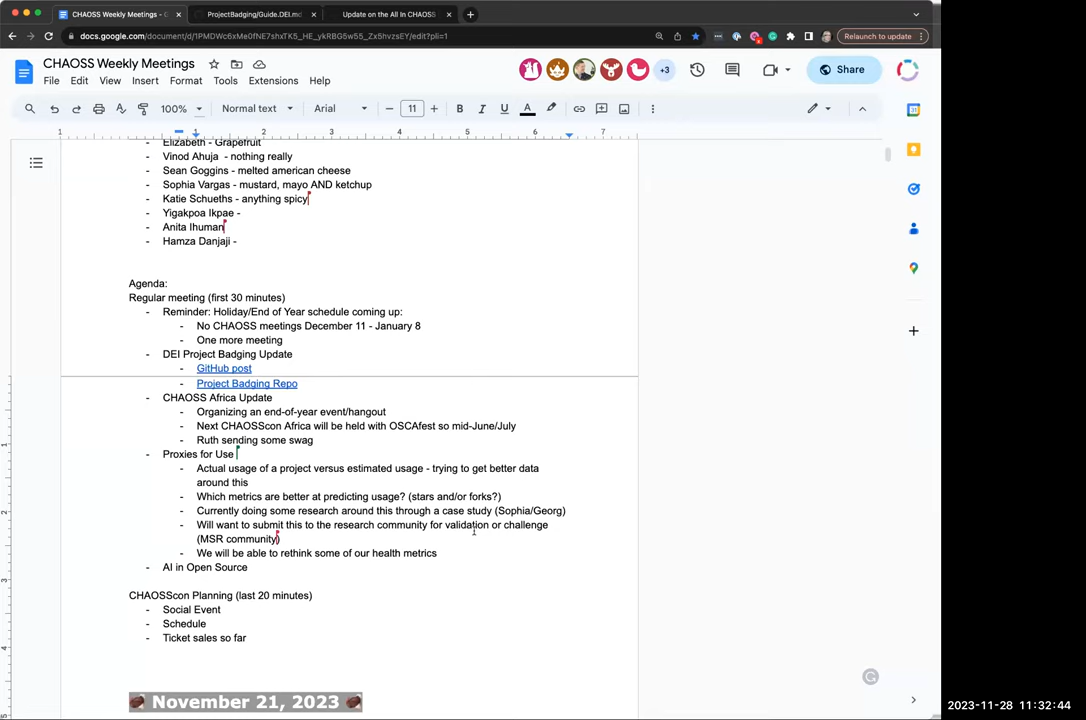 CHAOSS Weekly Meetings - G
ProjectBadging/Guide.DEI.md
Update on the All In CHAOSS
docs.google.com/document/d/1PMDWc6xMe0fNE7shxTK5_HE_ykRBG5w55_Zx5hvzsEY/edit?pli=1
Relaunch to update
CHAOSS Weekly Meetings
File Edit View Insert Format Tools Extensions Help
+3
Share
100% Normal text Arial 11 B I U A
1 1 2 3 4 5 6 7
- Elizabeth - Grapefruit
- Vinod Ahuja - nothing really
- Sean Goggins - melted american cheese
- Sophia Vargas - mustard, mayo AND ketchup
- Katie Schueths - anything spicy
- Yigakpoa Ikpae -
- Anita Ihuman
- Hamza Danjaji -
Agenda:
Regular meeting (first 30 minutes)
- Reminder: Holiday/End of Year schedule coming up:
- No CHAOSS meetings December 11 - January 8
- One more meeting
- DEI Project Badging Update
- GitHub post
- Project Badging Repo
- CHAOSS Africa Update
- Organizing an end-of-year event/hangout
- Next CHAOSScon Africa will be held with OSCAfest so mid-June/July
- Ruth sending some swag
- Proxies for Use
- Actual usage of a project versus estimated usage - trying to get better data
around this
- Which metrics are better at predicting usage? (stars and/or forks?)
- Currently doing some research around this through a case study (Sophia/Georg)
- Will want to submit this to the research community for validation or challenge
(MSR community)
- We will be able to rethink some of our health metrics
- AI in Open Source
CHAOSScon Planning (last 20 minutes)
- Social Event
- Schedule
- Ticket sales so far
November 21, 2023
2023-11-28 11:32:44